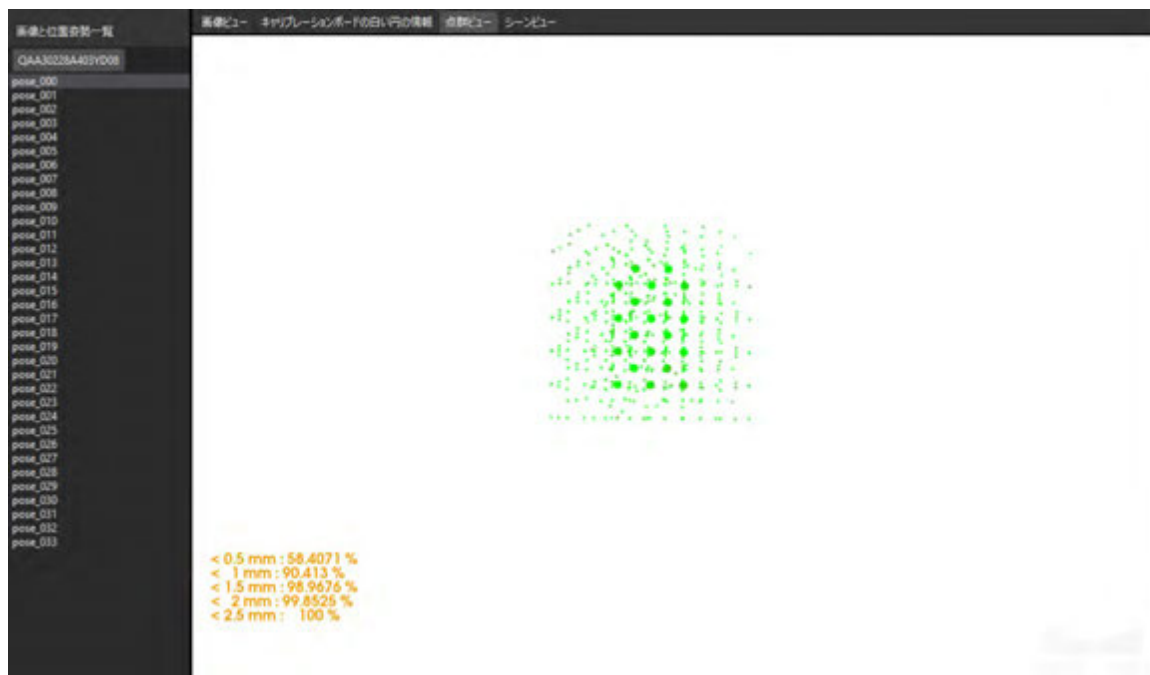 画像ビュー キャリブレーションボードの白い円の情報 点群ビュー シーンビュー
画像と位置姿勢一覧
QAA30228A403YD08
pose_000
pose_001
pose_002
pose_003
pose_004
pose_005
pose_006
pose_007
pose_008
pose_009
pose_010
pose_011
pose_012
pose_013
pose_014
pose_015
pose_016
pose_017
pose_018
pose_019
pose_020
pose_021
pose_022
pose_023
pose_024
pose_025
pose_026
pose_027
pose_028
pose_029
pose_030
pose_031
pose_032
pose_033
< 0.5 mm : 58.4071 %
< 1 mm : 90.413 %
< 1.5 mm : 98.9676 %
< 2 mm : 99.8525 %
< 2.5 mm : 100 %